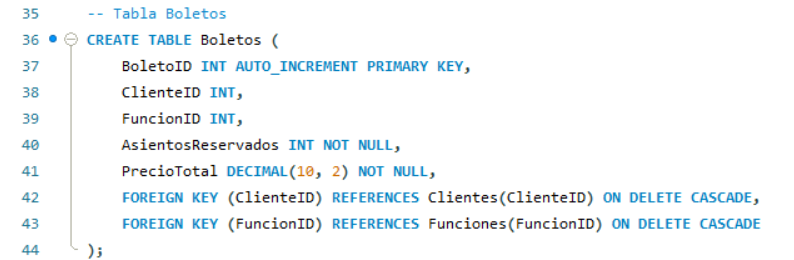 35 -- Tabla Boletos
36 CREATE TABLE Boletos (
37 BoletoID INT AUTO_INCREMENT PRIMARY KEY,
38 ClienteID INT,
39 FuncionID INT,
40 AsientosReservados INT NOT NULL,
41 PrecioTotal DECIMAL(10, 2) NOT NULL,
42 FOREIGN KEY (ClienteID) REFERENCES Clientes(ClienteID) ON DELETE CASCADE,
43 FOREIGN KEY (FuncionID) REFERENCES Funciones(FuncionID) ON DELETE CASCADE
44 );